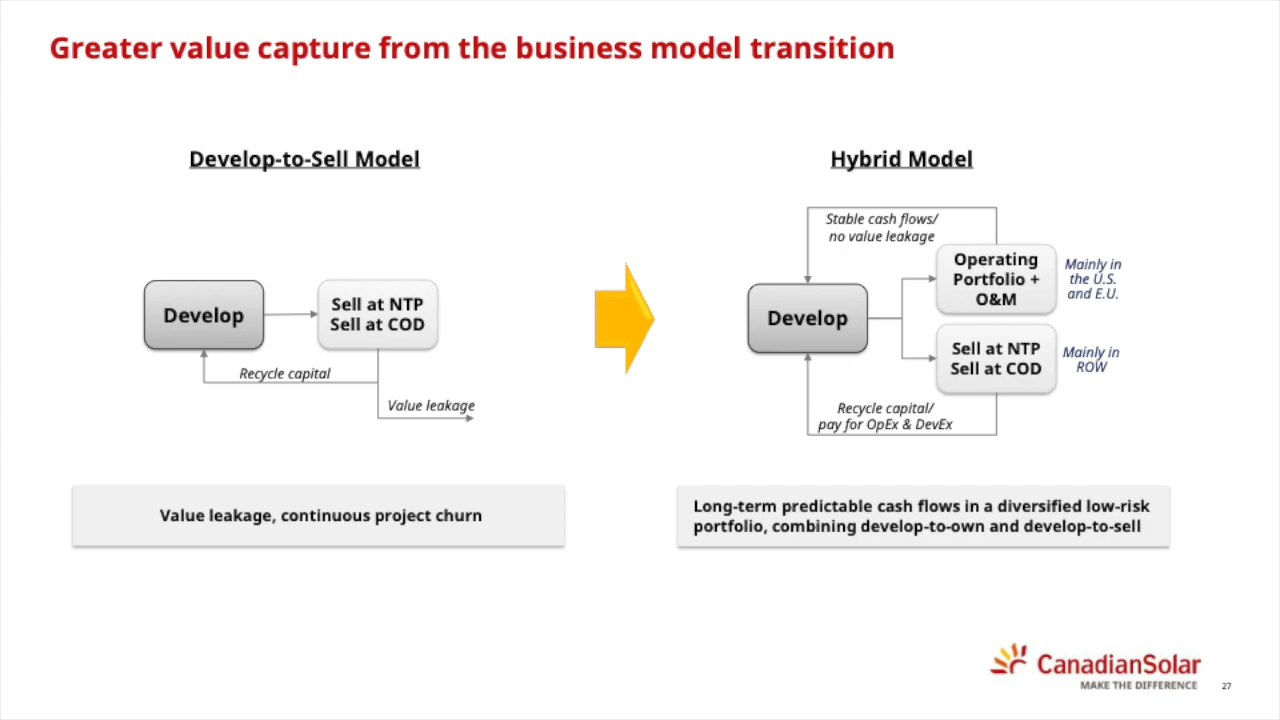 Greater value capture from the business model transition
Develop-to-Sell Model
Develop
Sell at NTP
Sell at COD
Recycle capital
Value leakage
Value leakage, continuous project churn
Hybrid Model
Stable cash flows/
no value leakage
Develop
Operating
Portfolio +
O&M
Mainly in
the U.S.
and E.U.
Sell at NTP
Sell at COD
Mainly in
ROW
Recycle capital/
pay for OpEx & DevEx
Long-term predictable cash flows in a diversified low-risk
portfolio, combining develop-to-own and develop-to-sell
CanadianSolar
MAKE THE DIFFERENCE
27